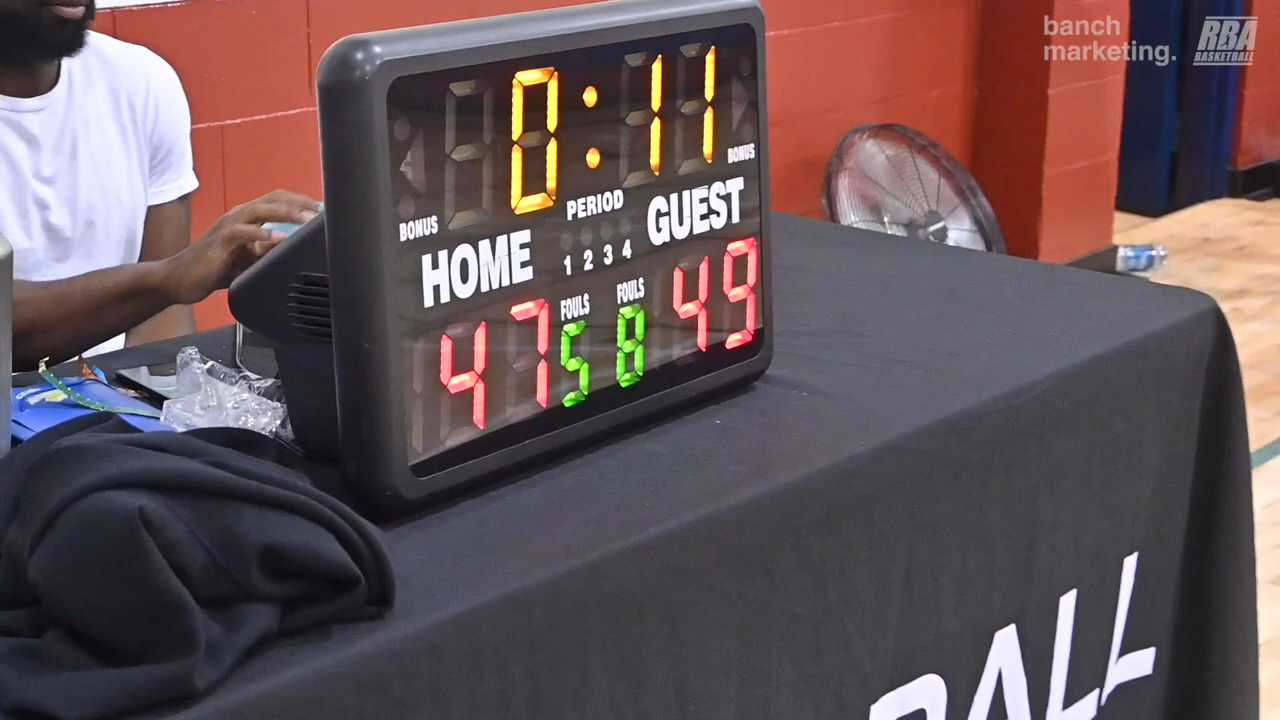 banch
marketing.
RBA
BASKETBALL
0:11
BONUS
PERIOD
GUEST
BONUS
HOME
1 2 3 4
FOULS
FOULS
47
5
8
49
BALL